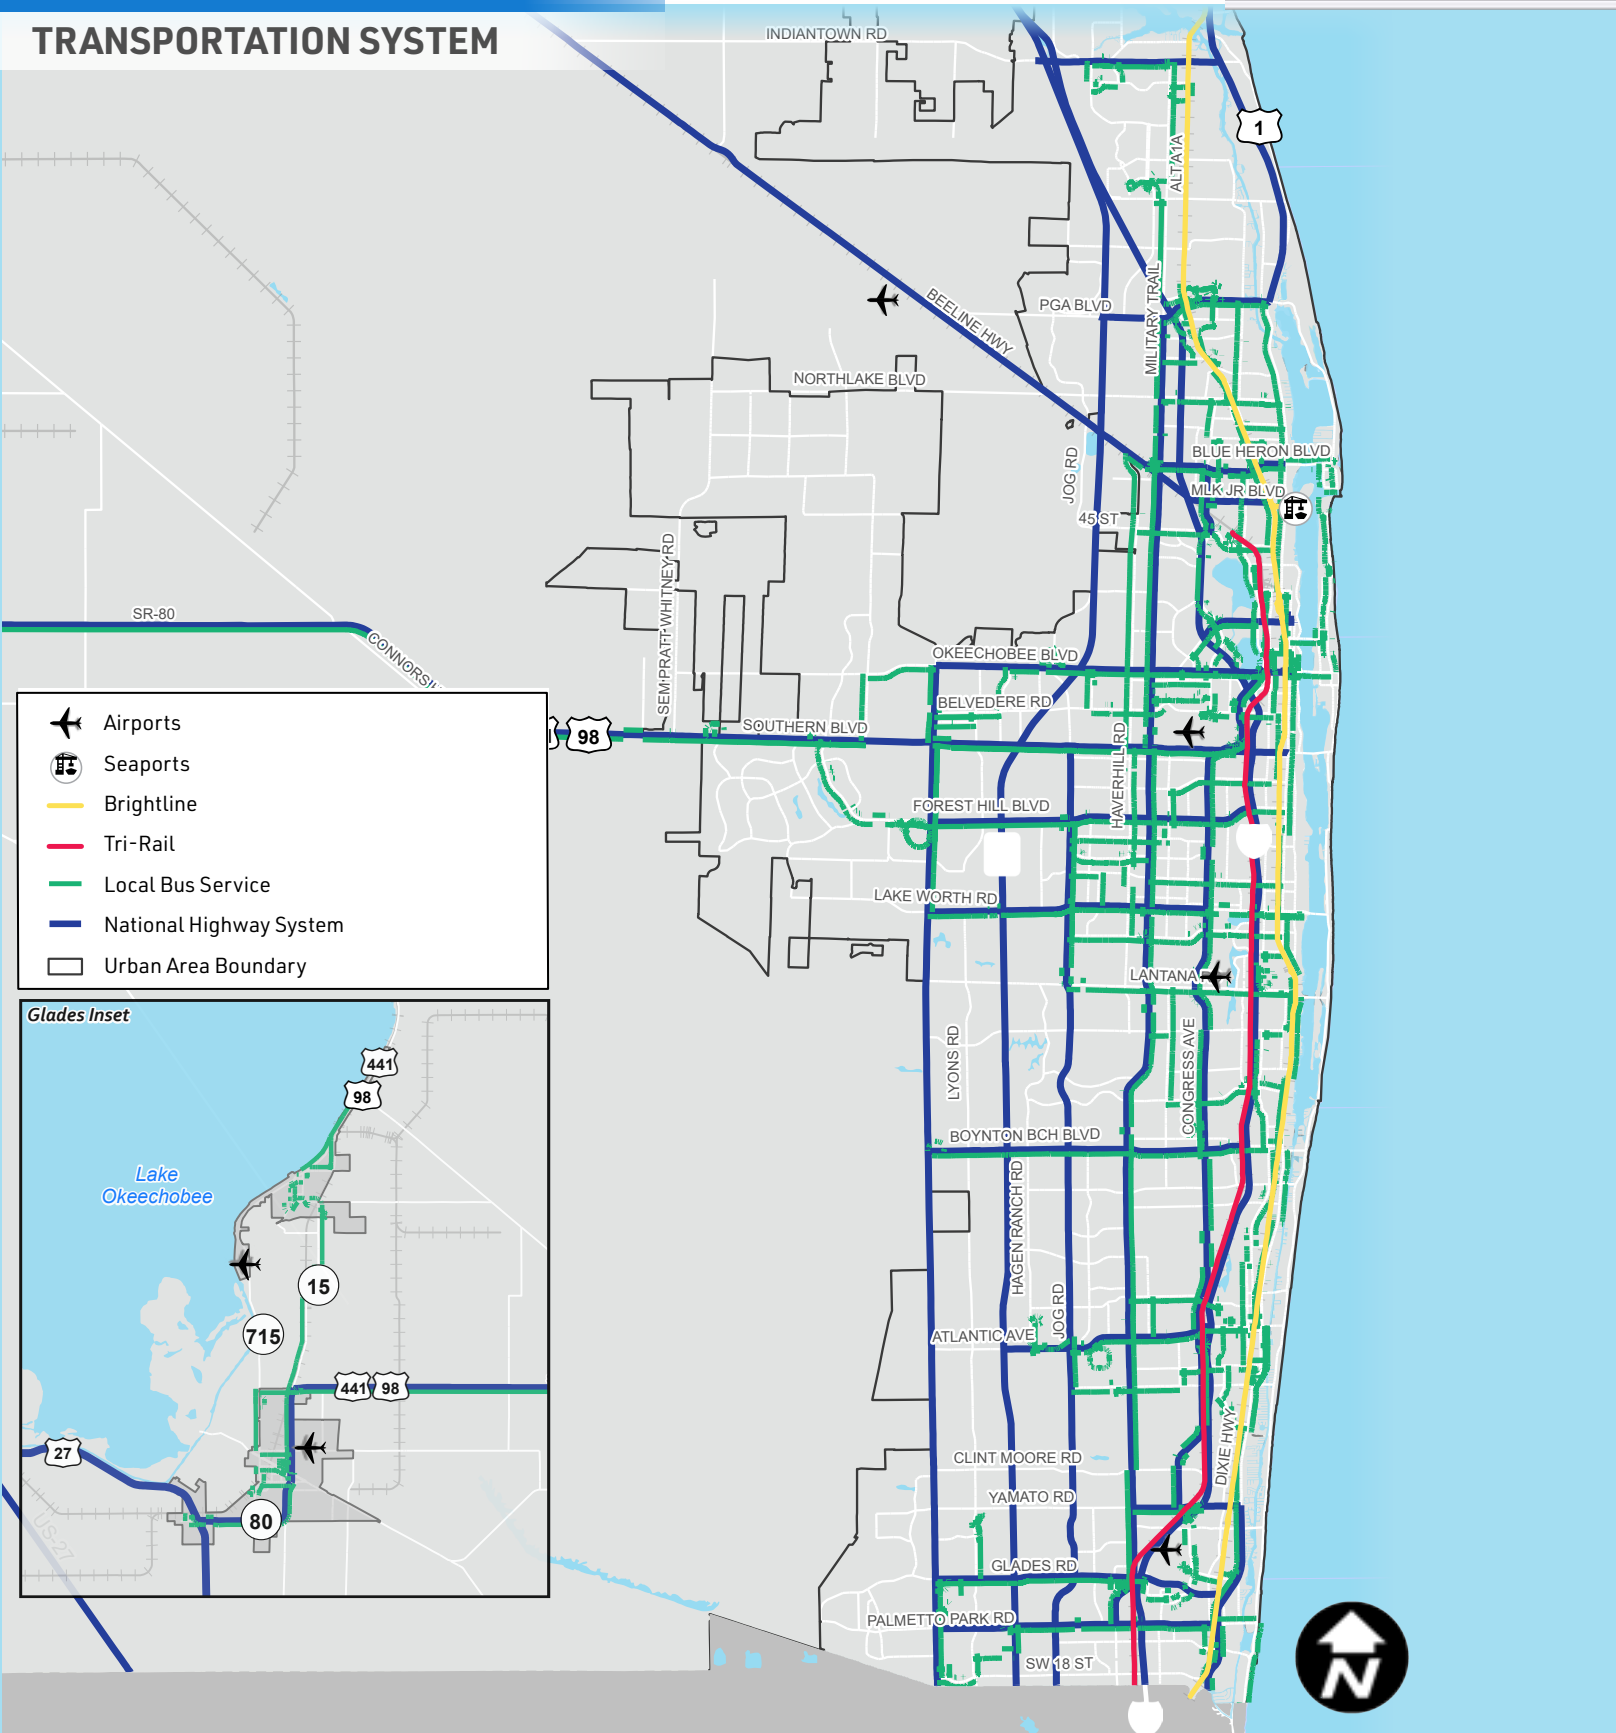 TRANSPORTATION SYSTEM
INDIANTOWN RD
1
ALT A1A
BEELINE HWY
PGA BLVD
MILITARY TRAIL
NORTHLAKE BLVD
JOG RD
BLUE HERON BLVD
MLK JR BLVD
45 ST
SEM PRATT WHITNEY RD
SR-80
OKEECHOBEE BLVD
BELVEDERE RD
SOUTHERN BLVD
98
HAVERHILL RD
FOREST HILL BLVD
LAKE WORTH RD
LANTANA
LYONS RD
CONGRESS AVE
BOYNTON BCH BLVD
HAGEN RANCH RD
JOG RD
ATLANTIC AVE
DIXIE HWY
CLINT MOORE RD
YAMATO RD
GLADES RD
PALMETTO PARK RD
SW 18 ST
N
Airports
Seaports
Brightline
Tri-Rail
Local Bus Service
National Highway System
Urban Area Boundary
Glades Inset
441
98
Lake
Okeechobee
15
715
441
98
27
80
US-27